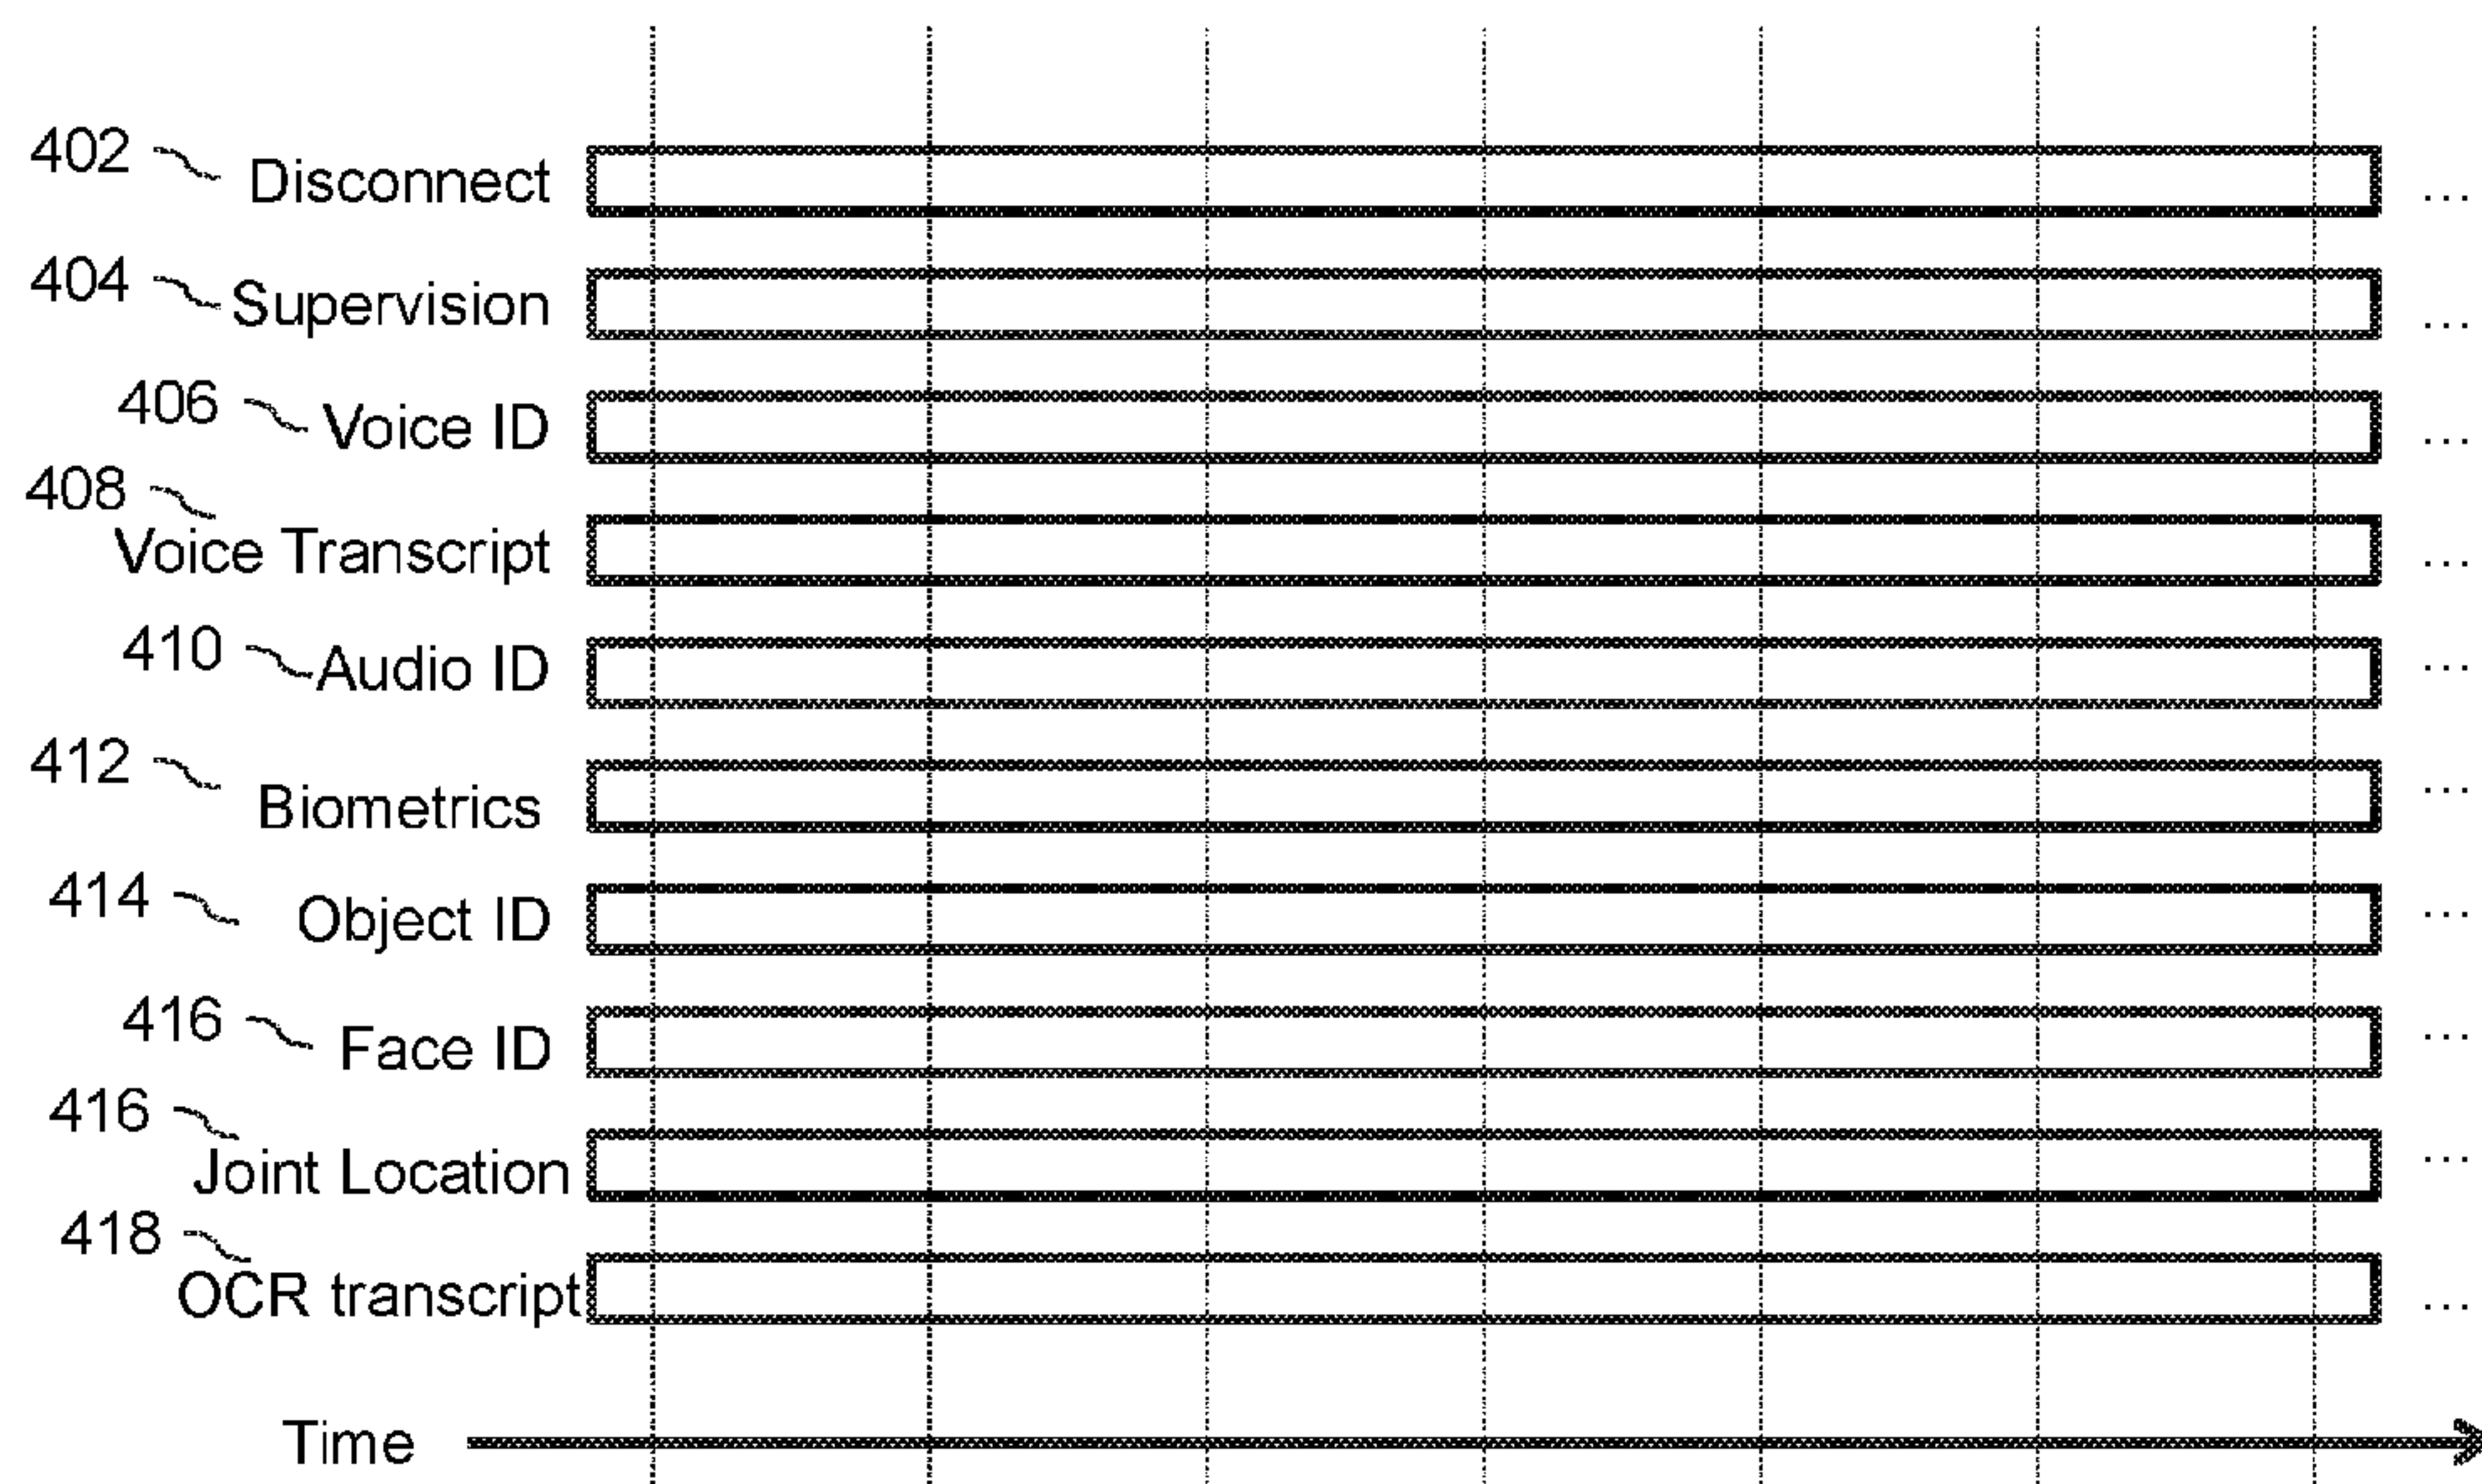 402 Disconnect ...
404 Supervision ...
406 Voice ID ...
408
Voice Transcript ...
410 Audio ID ...
412 Biometrics ...
414 Object ID ...
416 Face ID ...
416
Joint Location ...
418
OCR transcript ...
Time